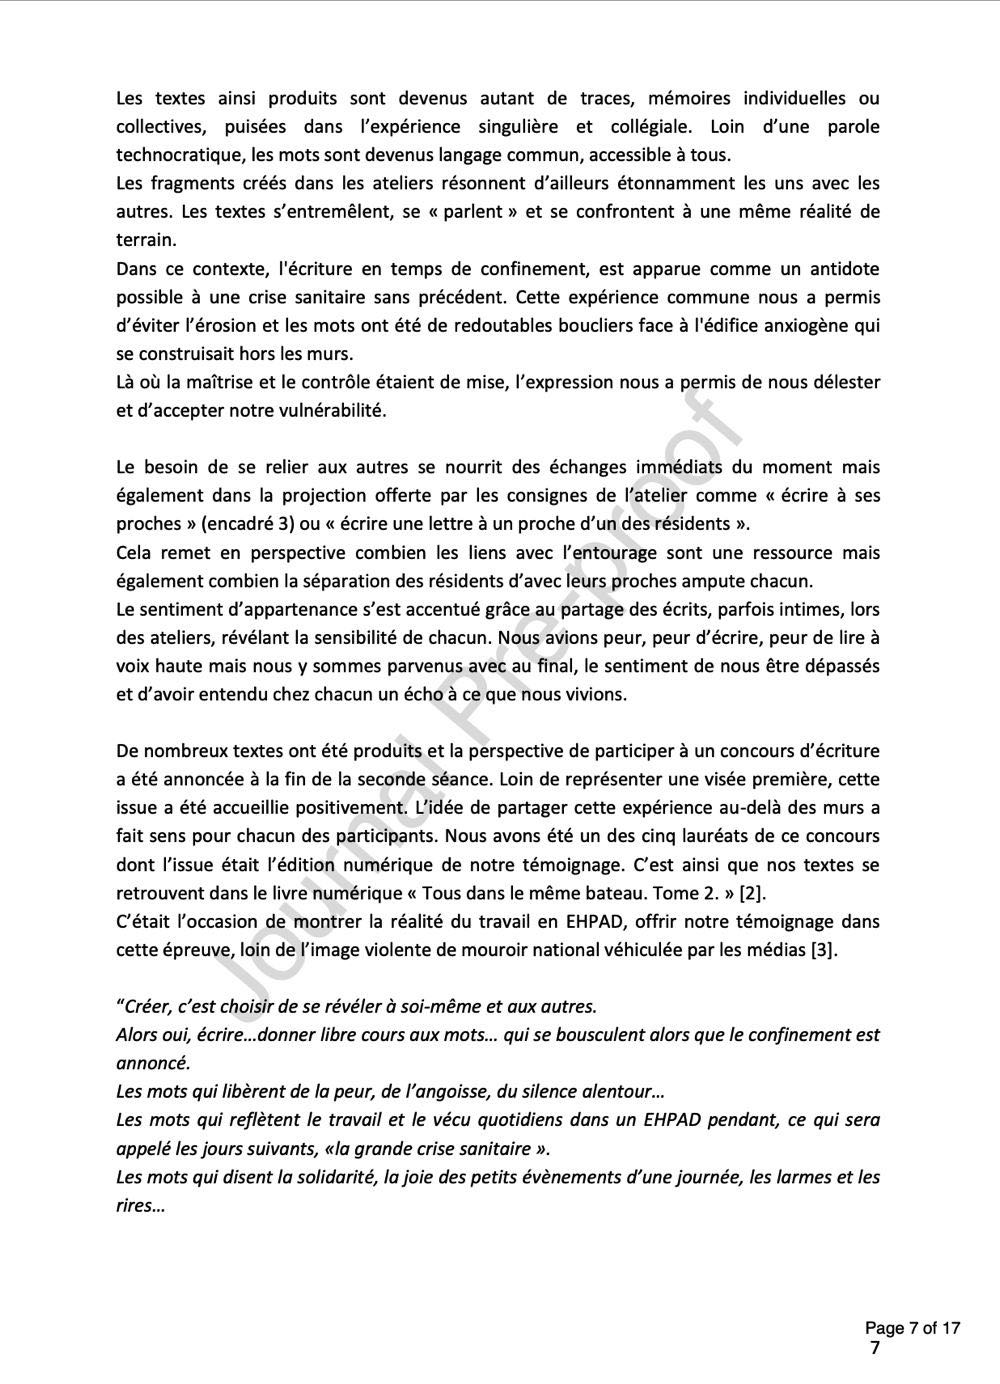 Les textes ainsi produits sont devenus autant de traces, mémoires individuelles ou
collectives, puisées dans l’expérience singulière et collégiale. Loin d’une parole
technocratique, les mots sont devenus langage commun, accessible à tous.
Les fragments créés dans les ateliers résonnent d’ailleurs étonnamment les uns avec les
autres. Les textes s’entremêlent, se « parlent » et se confrontent à une même réalité de
terrain.
Dans ce contexte, l'écriture en temps de confinement, est apparue comme un antidote
possible à une crise sanitaire sans précédent. Cette expérience commune nous a permis
d’éviter l’érosion et les mots ont été de redoutables boucliers face à l'édifice anxiogène qui
se construisait hors les murs.
Là où la maîtrise et le contrôle étaient de mise, l’expression nous a permis de nous délester
et d’accepter notre vulnérabilité.
Le besoin de se relier aux autres se nourrit des échanges immédiats du moment mais
également dans la projection offerte par les consignes de l’atelier comme « écrire à ses
proches » (encadré 3) ou « écrire une lettre à un proche d’un des résidents ».
Cela remet en perspective combien les liens avec l’entourage sont une ressource mais
également combien la séparation des résidents d’avec leurs proches ampute chacun.
Le sentiment d’appartenance s’est accentué grâce au partage des écrits, parfois intimes, lors
des ateliers, révélant la sensibilité de chacun. Nous avions peur, peur d’écrire, peur de lire à
voix haute mais nous y sommes parvenus avec au final, le sentiment de nous être dépassés
et d’avoir entendu chez chacun un écho à ce que nous vivions.
De nombreux textes ont été produits et la perspective de participer à un concours d’écriture
a été annoncée à la fin de la seconde séance. Loin de représenter une visée première, cette
issue a été accueillie positivement. L’idée de partager cette expérience au-delà des murs a
fait sens pour chacun des participants. Nous avons été un des cinq lauréats de ce concours
dont l’issue était l’édition numérique de notre témoignage. C’est ainsi que nos textes se
retrouvent dans le livre numérique « Tous dans le même bateau. Tome 2. » [2].
C’était l’occasion de montrer la réalité du travail en EHPAD, offrir notre témoignage dans
cette épreuve, loin de l’image violente de mouroir national véhiculée par les médias [3].
“Créer, c’est choisir de se révéler à soi-même et aux autres.
Alors oui, écrire…donner libre cours aux mots… qui se bousculent alors que le confinement est
annoncé.
Les mots qui libèrent de la peur, de l’angoisse, du silence alentour…
Les mots qui reflètent le travail et le vécu quotidiens dans un EHPAD pendant, ce qui sera
appelé les jours suivants, «la grande crise sanitaire ».
Les mots qui disent la solidarité, la joie des petits évènements d’une journée, les larmes et les
rires…
Journal Pre-proof
Page 7 of 17
7